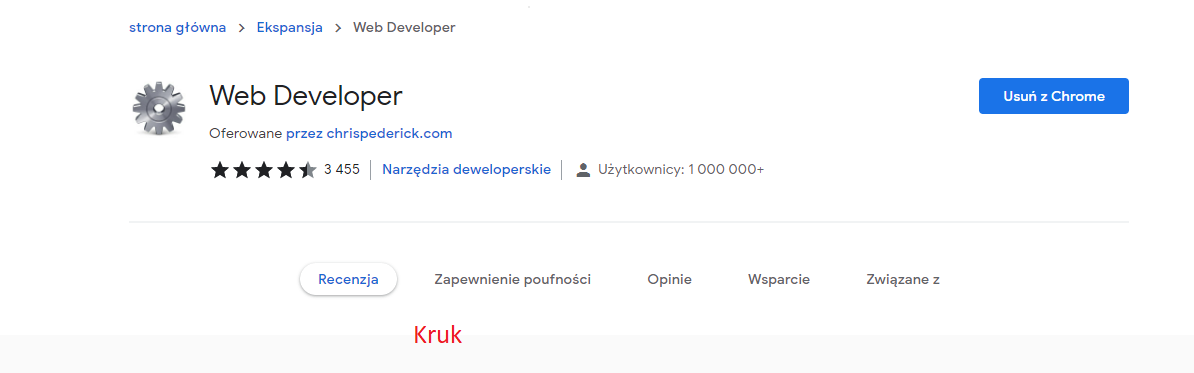 strona główna > Ekspansja > Web Developer
Web Developer
Usuń z Chrome
Oferowane przez chrispederick.com
3 455 | Narzędzia deweloperskie | Użytkownicy: 1 000 000+
Recenzja Zapewnienie poufności Opinie Wsparcie Związane z
Kruk